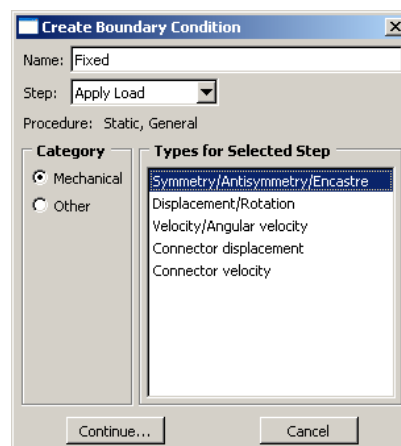 Create Boundary Condition
Name: Fixed
Step: Apply Load
Procedure: Static, General
Category
Mechanical
Other
Types for Selected Step
Symmetry/Antisymmetry/Encastre
Displacement/Rotation
Velocity/Angular velocity
Connector displacement
Connector velocity
Continue... Cancel